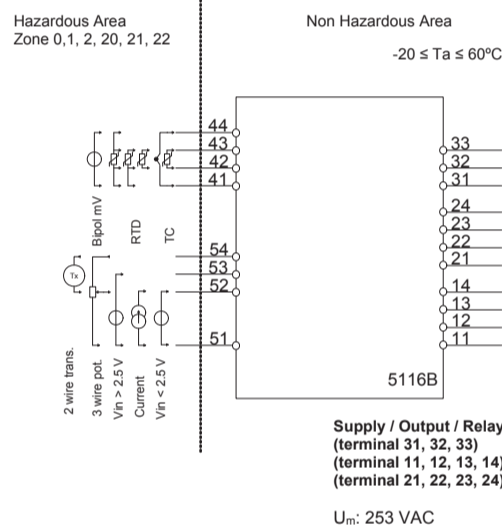 Hazardous Area
Zone 0,1, 2, 20, 21, 22
Non Hazardous Area
-20 ≤ Ta ≤ 60ºC
44
43
42
41
54
53
52
51
33
32
31
24
23
22
21
14
13
12
11
Bipol mV
RTD
TC
Tx
2 wire trans.
3 wire pot.
Vin > 2.5 V
Current
Vin < 2.5 V
5116B
Supply / Output / Relay
(terminal 31, 32, 33)
(terminal 11, 12, 13, 14)
(terminal 21, 22, 23, 24)
Um: 253 VAC